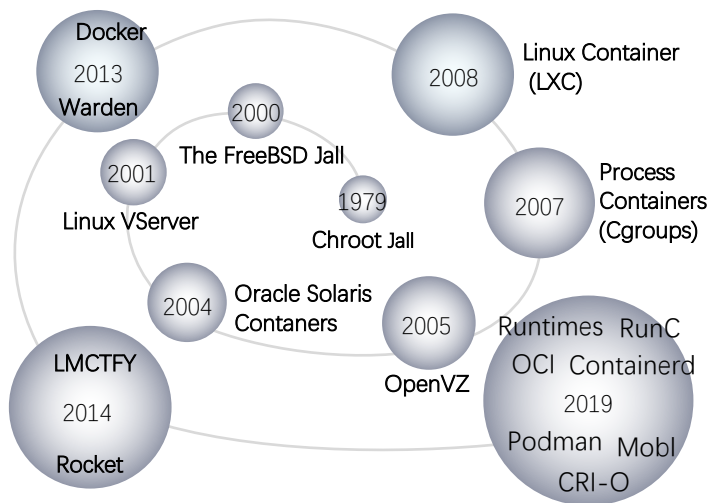 Docker
2013
Warden
2008
Linux Container
(LXC)
2000
The FreeBSD Jall
2001
Linux VServer
1979
Chroot Jall
2007
Process
Containers
(Cgroups)
2004
Oracle Solaris
Contaners
2005
OpenVZ
LMCTFY
2014
Rocket
Runtimes RunC
OCI Containerd
2019
Podman Mobl
CRI-O